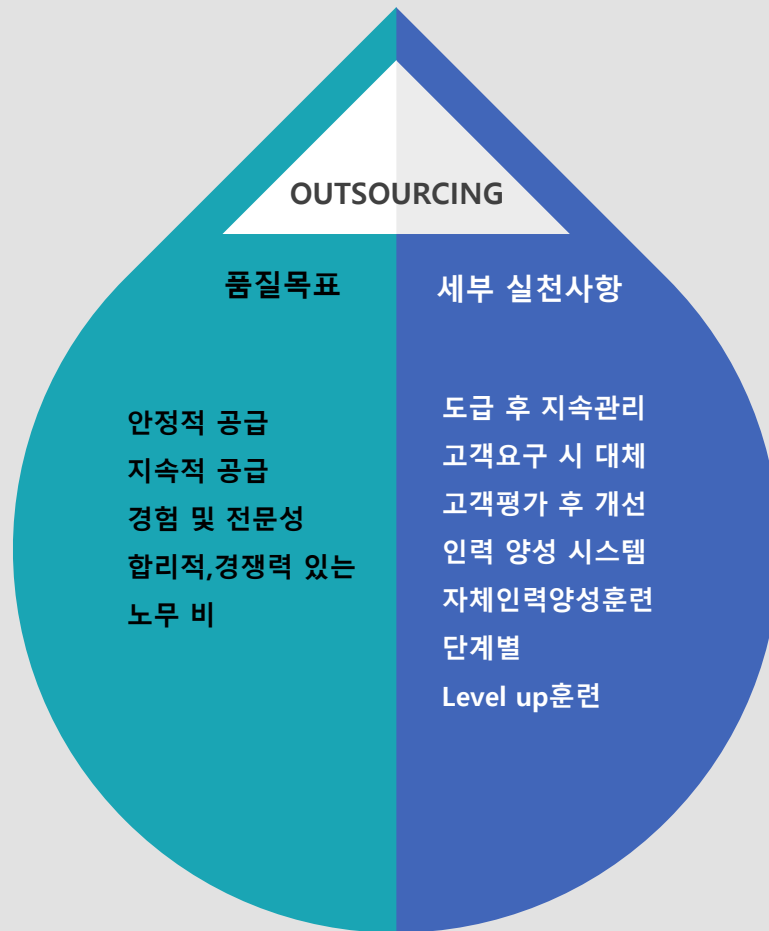 OUTSOURCING
품질목표
안정적 공급
지속적 공급
경험 및 전문성
합리적,경쟁력 있는
노무 비
세부 실천사항
도급 후 지속관리
고객요구 시 대체
고객평가 후 개선
인력 양성 시스템
자체인력양성훈련
단계별
Level up훈련